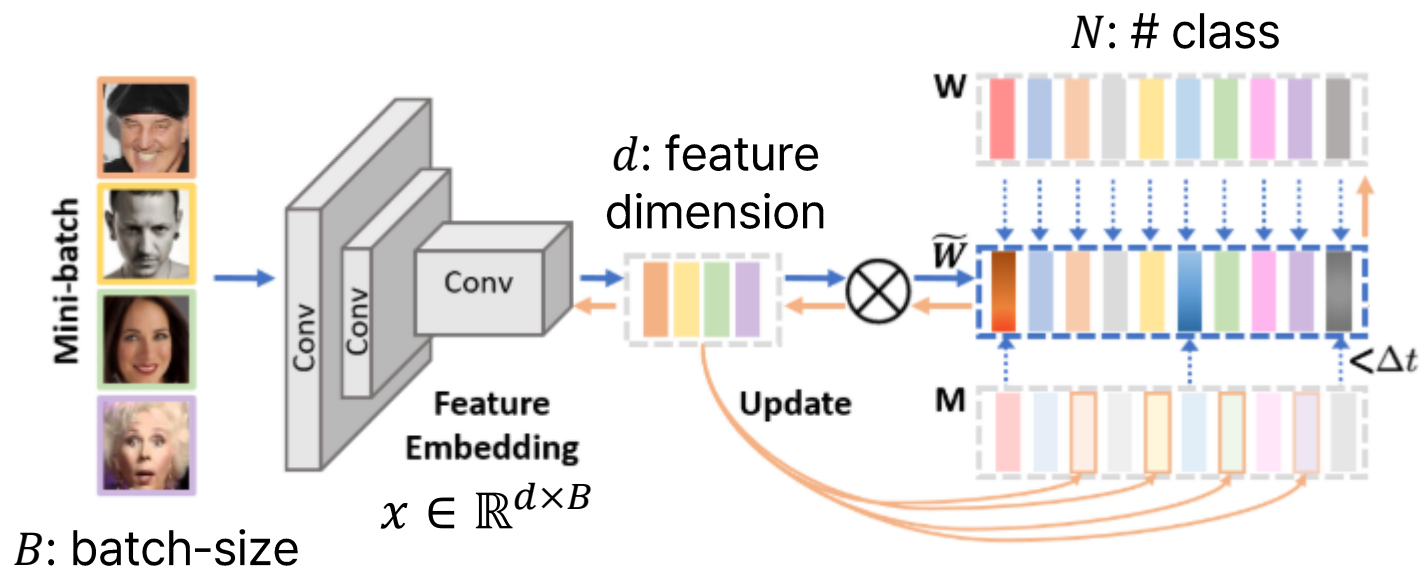 N: # class
W
d: feature
dimension
Mini-batch
Conv
Conv
Conv
W̃
<Δt
Feature
Embedding
Update
M
x ∈ ℝ^{d×B}
B: batch-size